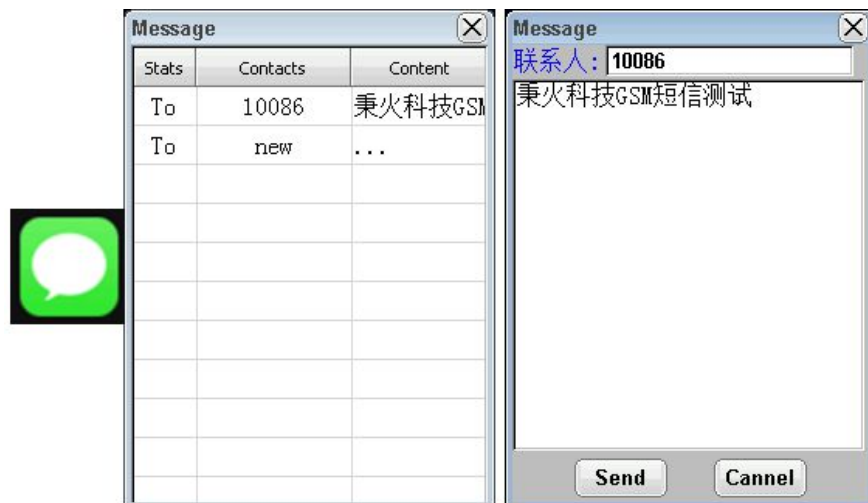 Message
Stats Contacts Content
To 10086 秉火科技GSM
To new ...
Message
联系人: 10086
秉火科技GSM短信测试
Send Cannel